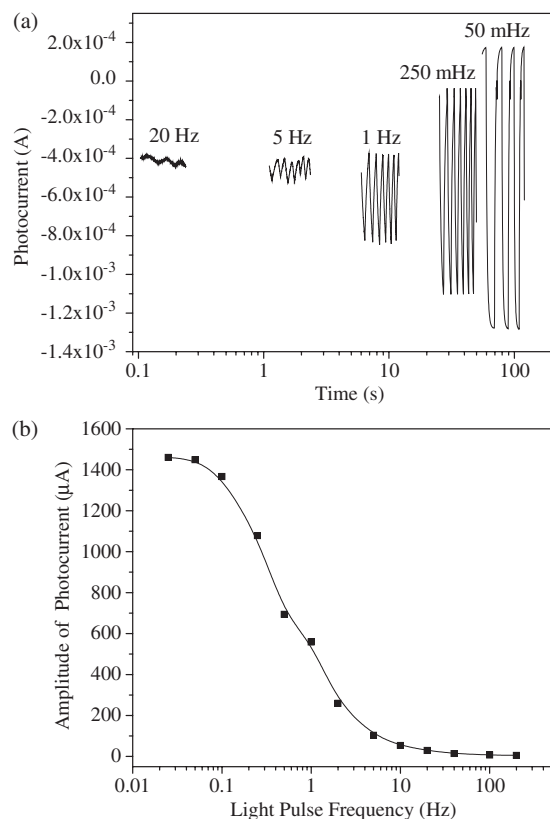 (a)
50 mHz
250 mHz
20 Hz
5 Hz
1 Hz
Photocurrent (A)
2.0x10⁻⁴
0.0
-2.0x10⁻⁴
-4.0x10⁻⁴
-6.0x10⁻⁴
-8.0x10⁻⁴
-1.0x10⁻³
-1.2x10⁻³
-1.4x10⁻³
0.1 1 10 100
Time (s)
(b)
Amplitude of Photocurrent (μA)
1600
1400
1200
1000
800
600
400
200
0
0.01 0.1 1 10 100
Light Pulse Frequency (Hz)